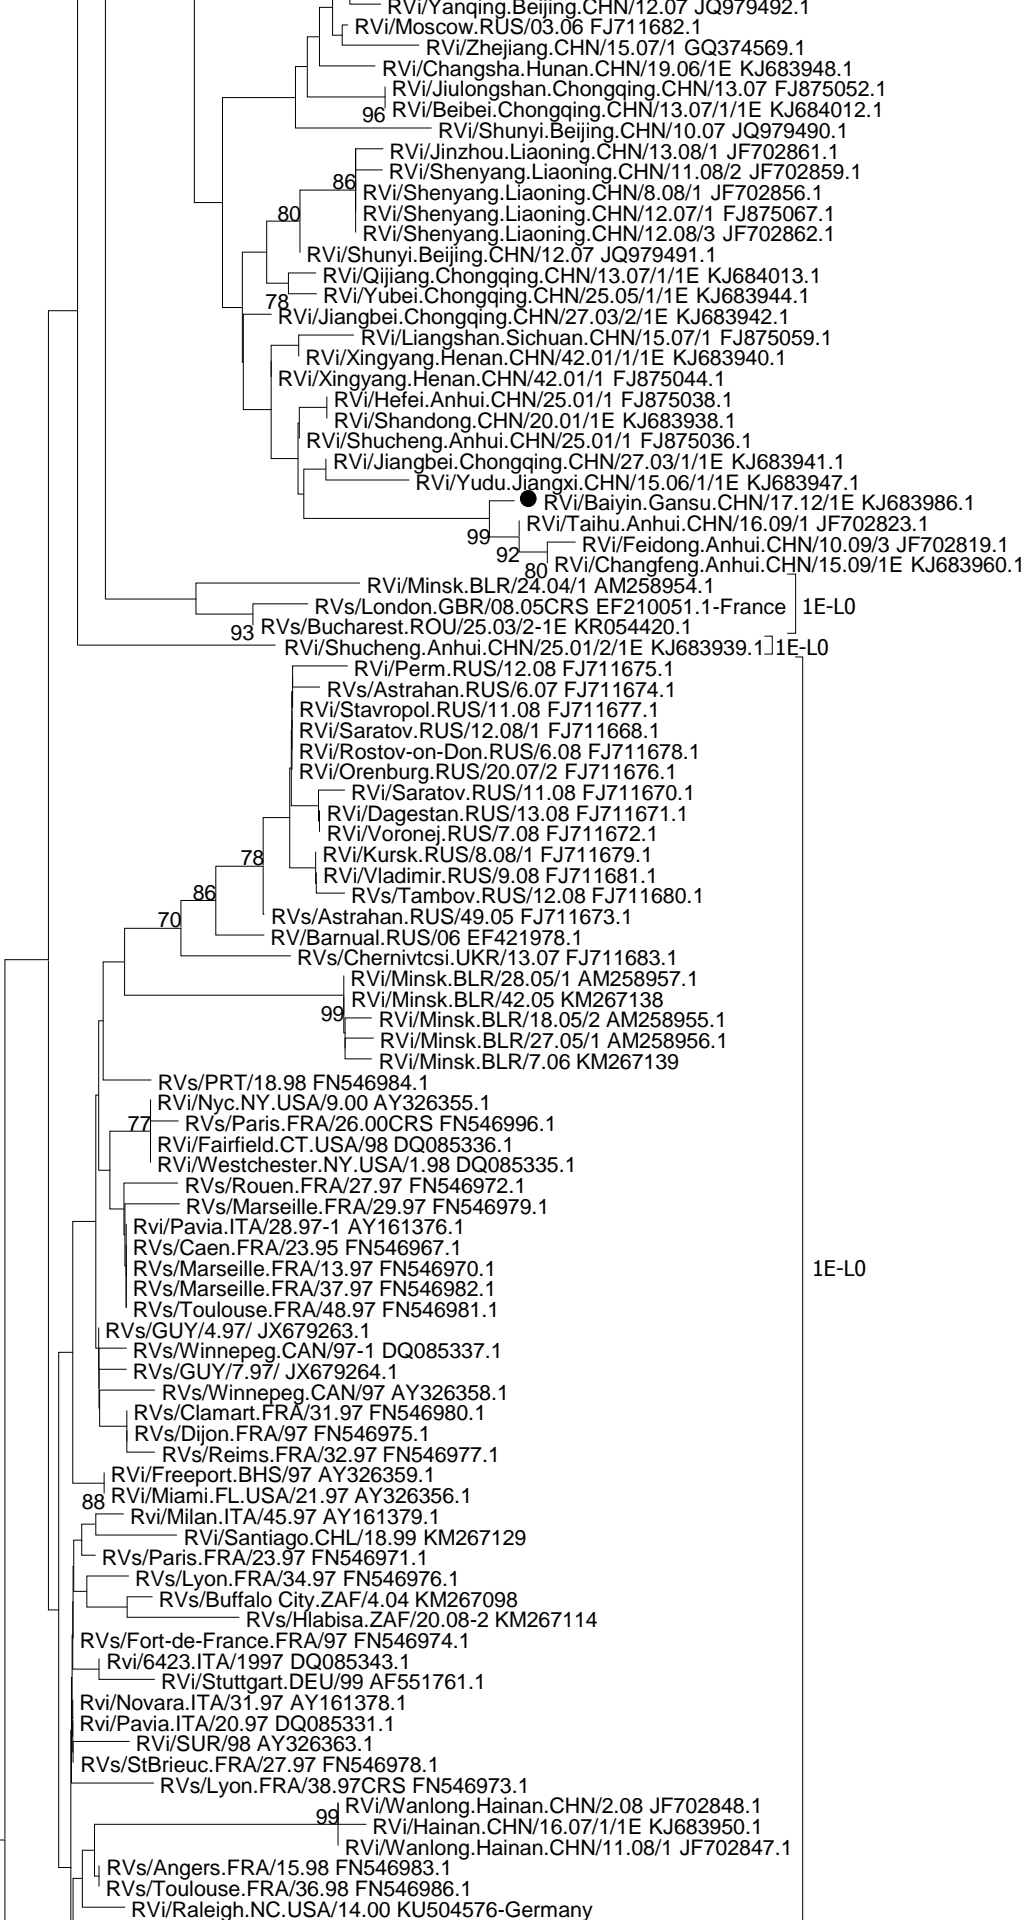 RVi/Yanqing.Beijing.CHN/12.07 JQ979492.1
RVi/Moscow.RUS/03.06 FJ711682.1
RVi/Zhejiang.CHN/15.07/1 GQ374569.1
RVi/Changsha.Hunan.CHN/19.06/1E KJ683948.1
RVi/Jiulongshan.Chongqing.CHN/13.07 FJ875052.1
96 RVi/Beibei.Chongqing.CHN/13.07/1/1E KJ684012.1
RVi/Shunyi.Beijing.CHN/10.07 JQ979490.1
RVi/Jinzhou.Liaoning.CHN/13.08/1 JF702861.1
RVi/Shenyang.Liaoning.CHN/11.08/2 JF702859.1
86 RVi/Shenyang.Liaoning.CHN/8.08/1 JF702856.1
80 RVi/Shenyang.Liaoning.CHN/12.07/1 FJ875067.1
RVi/Shenyang.Liaoning.CHN/12.08/3 JF702862.1
RVi/Shunyi.Beijing.CHN/12.07 JQ979491.1
RVi/Qijiang.Chongqing.CHN/13.07/1/1E KJ684013.1
78 RVi/Yubei.Chongqing.CHN/25.05/1/1E KJ683944.1
RVi/Jiangbei.Chongqing.CHN/27.03/2/1E KJ683942.1
RVi/Liangshan.Sichuan.CHN/15.07/1 FJ875059.1
RVi/Xingyang.Henan.CHN/42.01/1/1E KJ683940.1
RVi/Xingyang.Henan.CHN/42.01/1 FJ875044.1
RVi/Hefei.Anhui.CHN/25.01/1 FJ875038.1
RVi/Shandong.CHN/20.01/1E KJ683938.1
RVi/Shucheng.Anhui.CHN/25.01/1 FJ875036.1
RVi/Jiangbei.Chongqing.CHN/27.03/1/1E KJ683941.1
RVi/Yudu.Jiangxi.CHN/15.06/1/1E KJ683947.1
RVi/Baiyin.Gansu.CHN/17.12/1E KJ683986.1
RVi/Taihu.Anhui.CHN/16.09/1 JF702823.1
99
92 RVi/Feidong.Anhui.CHN/10.09/3 JF702819.1
80 RVi/Changfeng.Anhui.CHN/15.09/1E KJ683960.1
RVi/Minsk.BLR/24.04/1 AM258954.1
RVs/London.GBR/08.05CRS EF210051.1-France 1E-L0
93 RVs/Bucharest.ROU/25.03/2-1E KR054420.1
RVi/Shucheng.Anhui.CHN/25.01/2/1E KJ683939.1 1E-L0
RVi/Perm.RUS/12.08 FJ711675.1
RVs/Astrahan.RUS/6.07 FJ711674.1
RVi/Stavropol.RUS/11.08 FJ711677.1
RVi/Saratov.RUS/12.08/1 FJ711668.1
RVi/Rostov-on-Don.RUS/6.08 FJ711678.1
RVi/Orenburg.RUS/20.07/2 FJ711676.1
RVi/Saratov.RUS/11.08 FJ711670.1
RVi/Dagestan.RUS/13.08 FJ711671.1
RVi/Voronej.RUS/7.08 FJ711672.1
78 RVi/Kursk.RUS/8.08/1 FJ711679.1
RVi/Vladimir.RUS/9.08 FJ711681.1
86 RVs/Tambov.RUS/12.08 FJ711680.1
70 RVs/Astrahan.RUS/49.05 FJ711673.1
RV/Barnual.RUS/06 EF421978.1
RVs/Chernivtcsi.UKR/13.07 FJ711683.1
RVi/Minsk.BLR/28.05/1 AM258957.1
RVi/Minsk.BLR/42.05 KM267138
99 RVi/Minsk.BLR/18.05/2 AM258955.1
RVi/Minsk.BLR/27.05/1 AM258956.1
RVi/Minsk.BLR/7.06 KM267139
RVs/PRT/18.98 FN546984.1
RVi/Nyc.NY.USA/9.00 AY326355.1
77 RVs/Paris.FRA/26.00CRS FN546996.1
RVi/Fairfield.CT.USA/98 DQ085336.1
RVi/Westchester.NY.USA/1.98 DQ085335.1
RVs/Rouen.FRA/27.97 FN546972.1
RVs/Marseille.FRA/29.97 FN546979.1
Rvi/Pavia.ITA/28.97-1 AY161376.1
RVs/Caen.FRA/23.95 FN546967.1
RVs/Marseille.FRA/13.97 FN546970.1 1E-L0
RVs/Marseille.FRA/37.97 FN546982.1
RVs/Toulouse.FRA/48.97 FN546981.1
RVs/GUY/4.97/ JX679263.1
RVs/Winnepeg.CAN/97-1 DQ085337.1
RVs/GUY/7.97/ JX679264.1
RVs/Winnepeg.CAN/97 AY326358.1
RVs/Clamart.FRA/31.97 FN546980.1
RVs/Dijon.FRA/97 FN546975.1
RVs/Reims.FRA/32.97 FN546977.1
RVi/Freeport.BHS/97 AY326359.1
88 RVi/Miami.FL.USA/21.97 AY326356.1
Rvi/Milan.ITA/45.97 AY161379.1
RVi/Santiago.CHL/18.99 KM267129
RVs/Paris.FRA/23.97 FN546971.1
RVs/Lyon.FRA/34.97 FN546976.1
RVs/Buffalo City.ZAF/4.04 KM267098
RVs/Hlabisa.ZAF/20.08-2 KM267114
RVs/Fort-de-France.FRA/97 FN546974.1
Rvi/6423.ITA/1997 DQ085343.1
RVi/Stuttgart.DEU/99 AF551761.1
Rvi/Novara.ITA/31.97 AY161378.1
Rvi/Pavia.ITA/20.97 DQ085331.1
RVi/SUR/98 AY326363.1
RVs/StBrieuc.FRA/27.97 FN546978.1
RVs/Lyon.FRA/38.97CRS FN546973.1
99 RVi/Wanlong.Hainan.CHN/2.08 JF702848.1
RVi/Hainan.CHN/16.07/1/1E KJ683950.1
RVi/Wanlong.Hainan.CHN/11.08/1 JF702847.1
RVs/Angers.FRA/15.98 FN546983.1
RVs/Toulouse.FRA/36.98 FN546986.1
RVi/Raleigh.NC.USA/14.00 KU504576-Germany